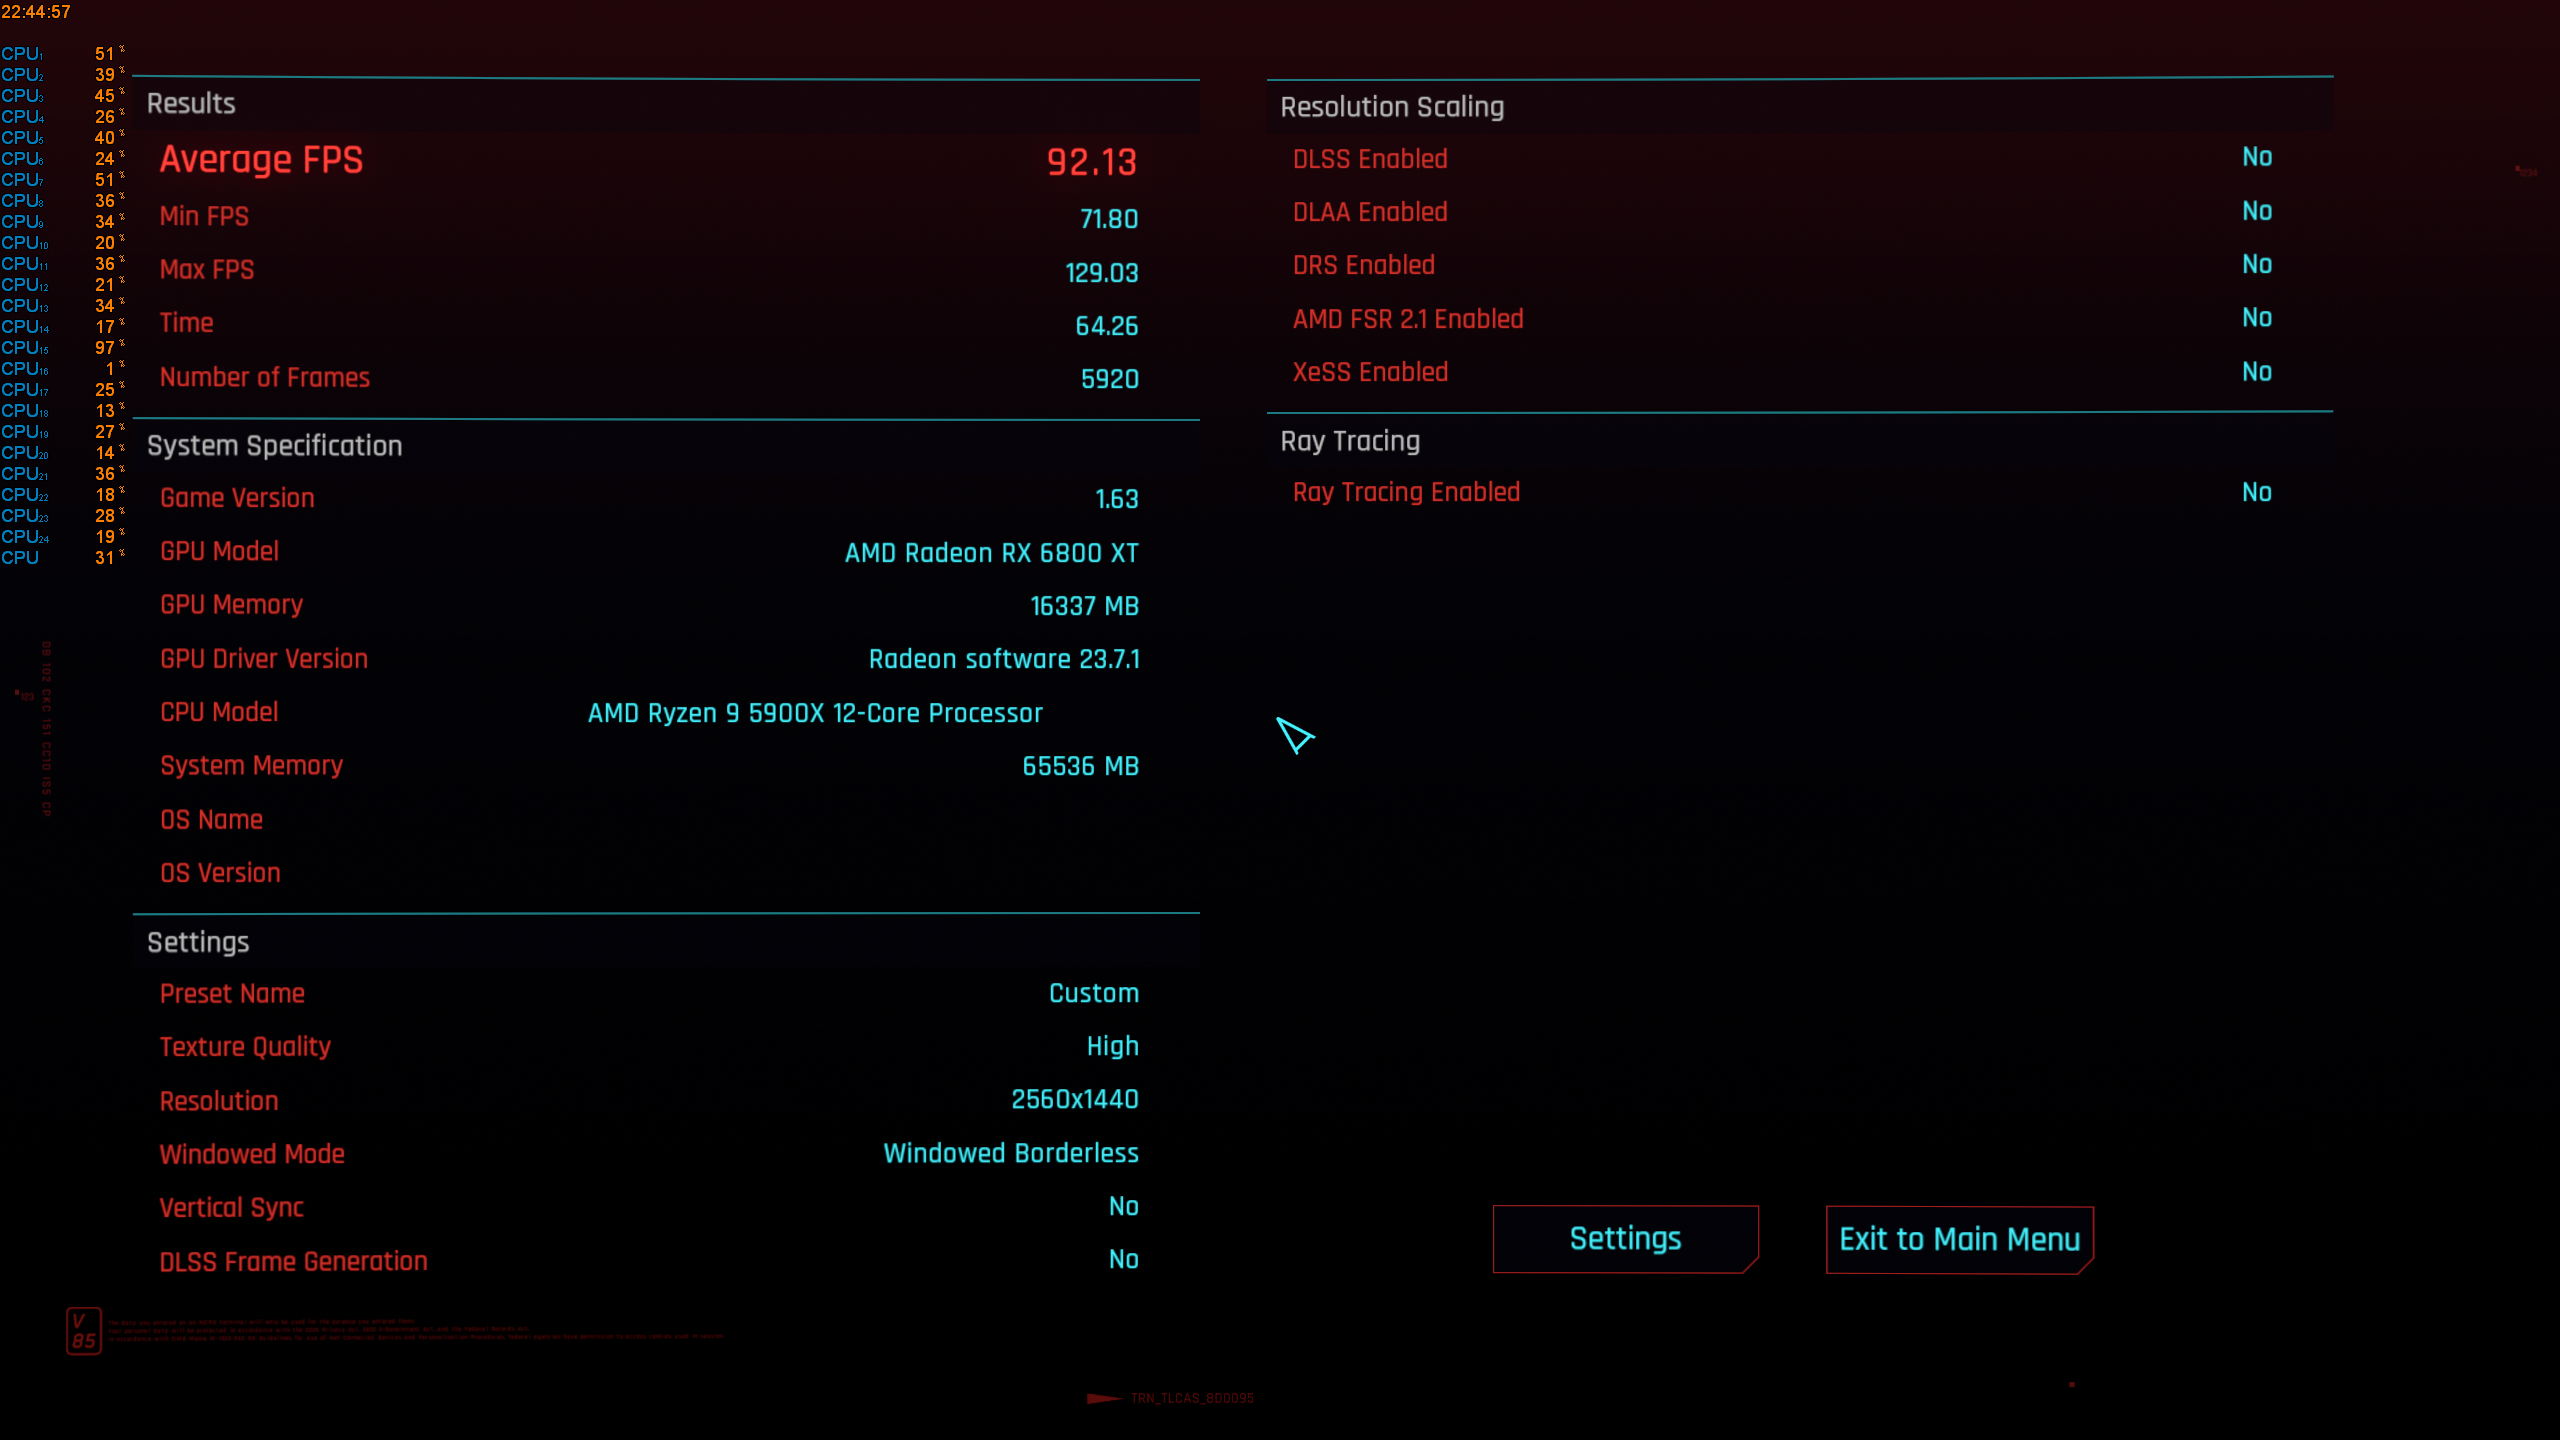 22:44:57
CPU1 51 %
CPU2 39 %
CPU3 45 %
CPU4 26 %
CPU5 40 %
CPU6 24 %
CPU7 51 %
CPU8 36 %
CPU9 34 %
CPU10 20 %
CPU11 36 %
CPU12 21 %
CPU13 34 %
CPU14 17 %
CPU15 97 %
CPU16 1 %
CPU17 25 %
CPU18 13 %
CPU19 27 %
CPU20 14 %
CPU21 36 %
CPU22 18 %
CPU23 28 %
CPU24 19 %
CPU 31 %
Results
Average FPS 92.13
Min FPS 71.80
Max FPS 129.03
Time 64.26
Number of Frames 5920
System Specification
Game Version 1.63
GPU Model AMD Radeon RX 6800 XT
GPU Memory 16337 MB
GPU Driver Version Radeon software 23.7.1
CPU Model AMD Ryzen 9 5900X 12-Core Processor
System Memory 65536 MB
OS Name
OS Version
Settings
Preset Name Custom
Texture Quality High
Resolution 2560x1440
Windowed Mode Windowed Borderless
Vertical Sync No
DLSS Frame Generation No
Resolution Scaling
DLSS Enabled No
DLAA Enabled No
DRS Enabled No
AMD FSR 2.1 Enabled No
XeSS Enabled No
Ray Tracing
Ray Tracing Enabled No
Settings
Exit to Main Menu
V
85
TRN_TLCAS_800095